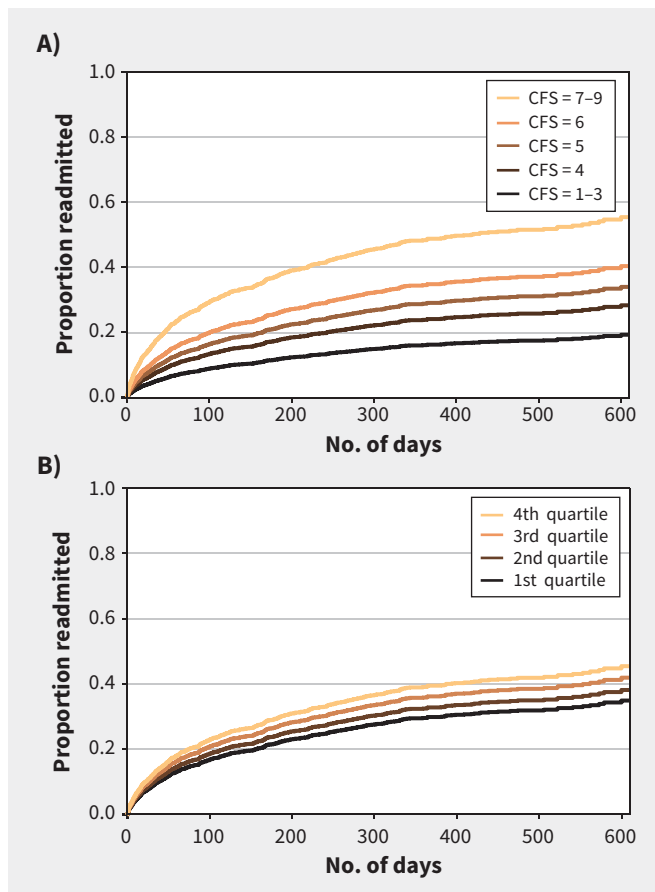 A)
Proportion readmitted
1.0
0.8
0.6
0.4
0.2
0.0
CFS = 7–9
CFS = 6
CFS = 5
CFS = 4
CFS = 1–3
0 100 200 300 400 500 600
No. of days
B)
Proportion readmitted
1.0
0.8
0.6
0.4
0.2
0.0
4th quartile
3rd quartile
2nd quartile
1st quartile
0 100 200 300 400 500 600
No. of days